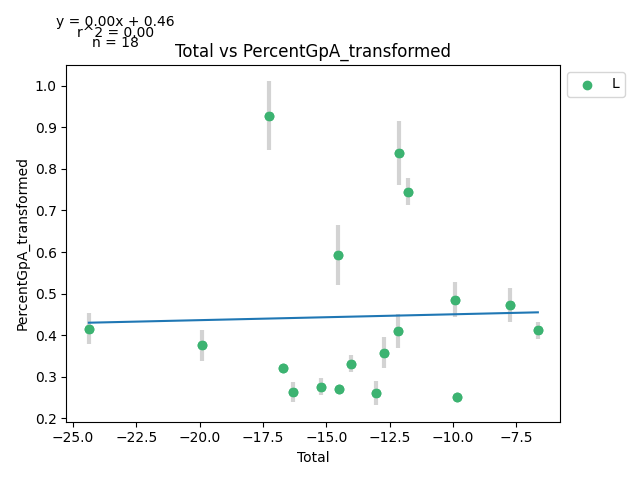 y = 0.00x + 0.46
r^2 = 0.00
n = 18
Total vs PercentGpA_transformed
L
1.0
0.9
0.8
0.7
0.6
0.5
0.4
0.3
0.2
PercentGpA_transformed
−25.0 −22.5 −20.0 −17.5 −15.0 −12.5 −10.0 −7.5
Total